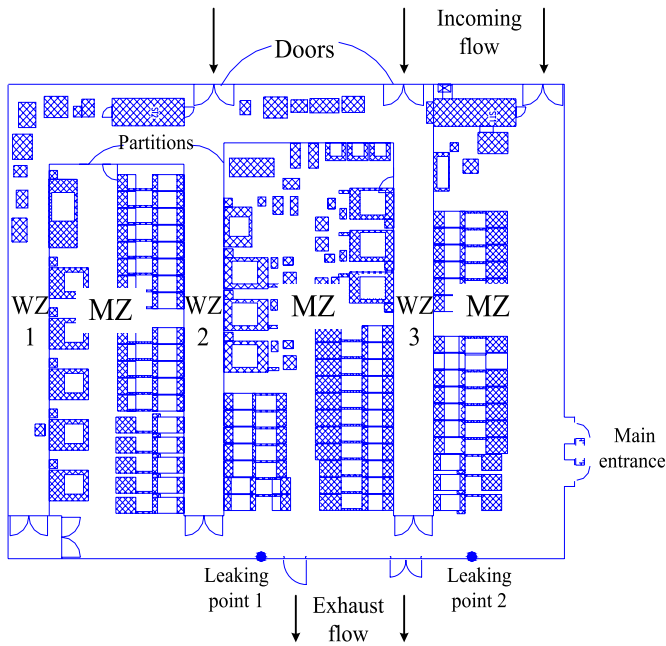 Incoming
flow
Doors
Partitions
WZ
1
MZ
WZ
2
MZ
WZ
3
MZ
Main
entrance
Leaking
point 1
Exhaust
flow
Leaking
point 2